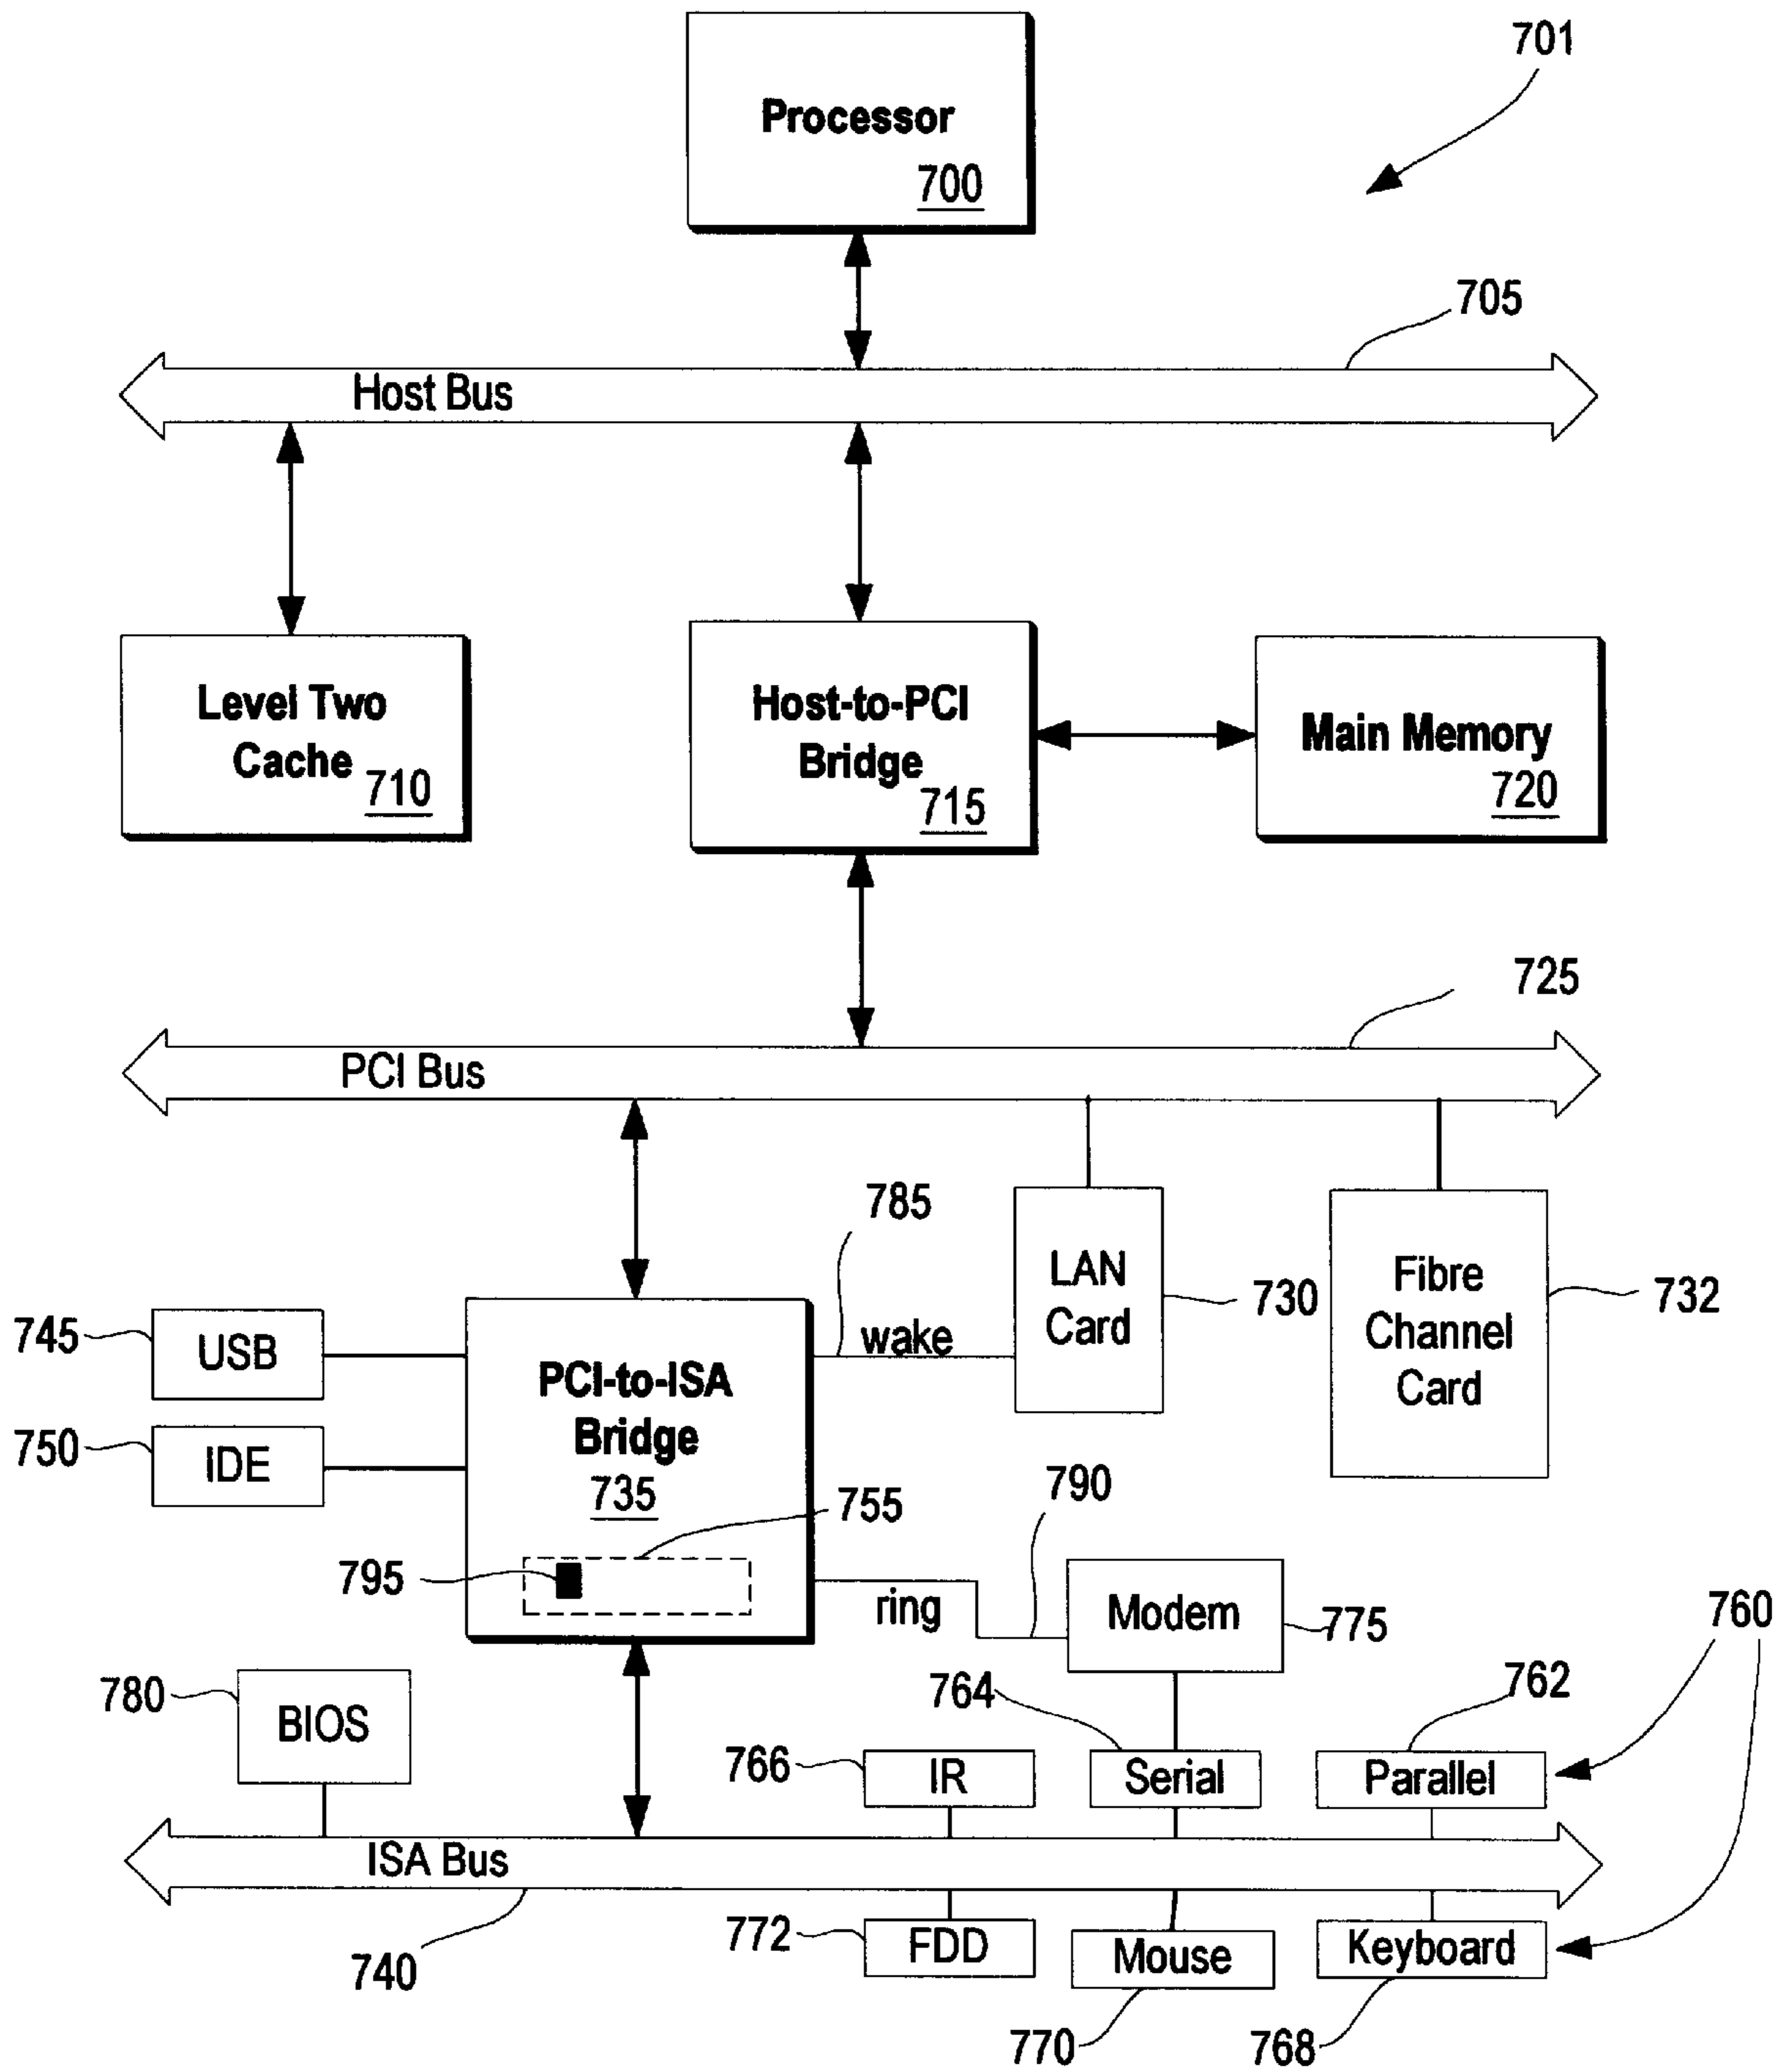 Processor
700
701
705
Host Bus
Level Two
Cache
710
Host-to-PCI
Bridge
715
Main Memory
720
725
PCI Bus
785
LAN
Card
730
Fibre
Channel
Card
732
745
USB
wake
PCI-to-ISA
Bridge
735
750
IDE
755
795
790
ring
Modem
775
760
780
BIOS
764
762
766
IR
Serial
Parallel
ISA Bus
740
772
FDD
Mouse
Keyboard
770
768